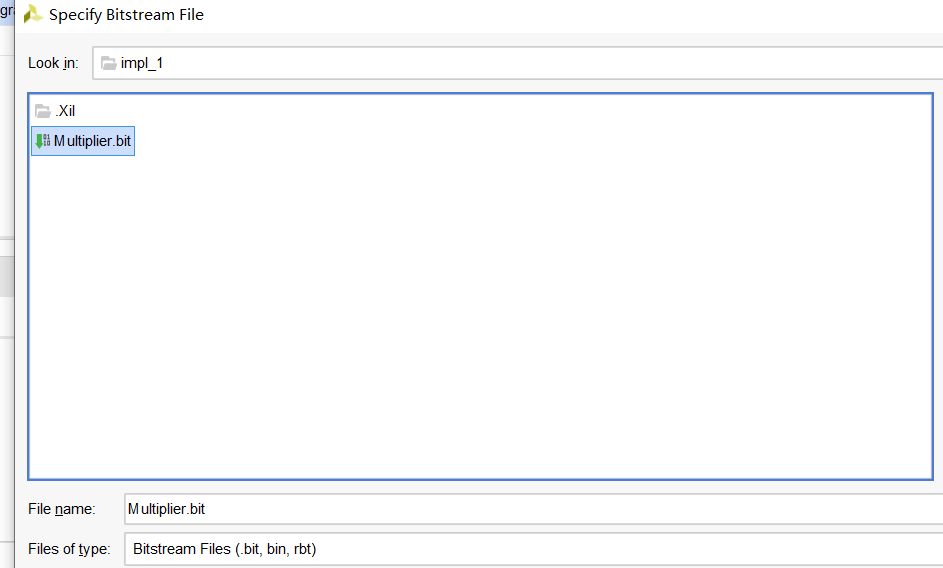 gra
Specify Bitstream File
Look in: impl_1
.Xil
Multiplier.bit
File name: Multiplier.bit
Files of type: Bitstream Files (.bit, bin, rbt)